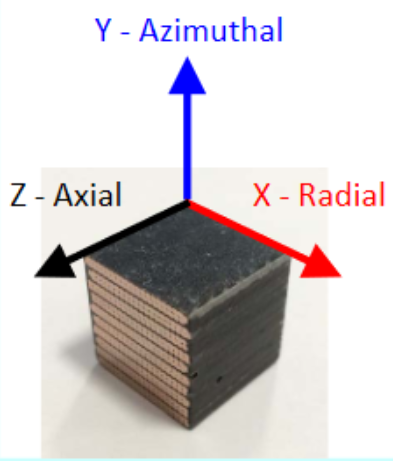 Y - Azimuthal
Z - Axial
X - Radial